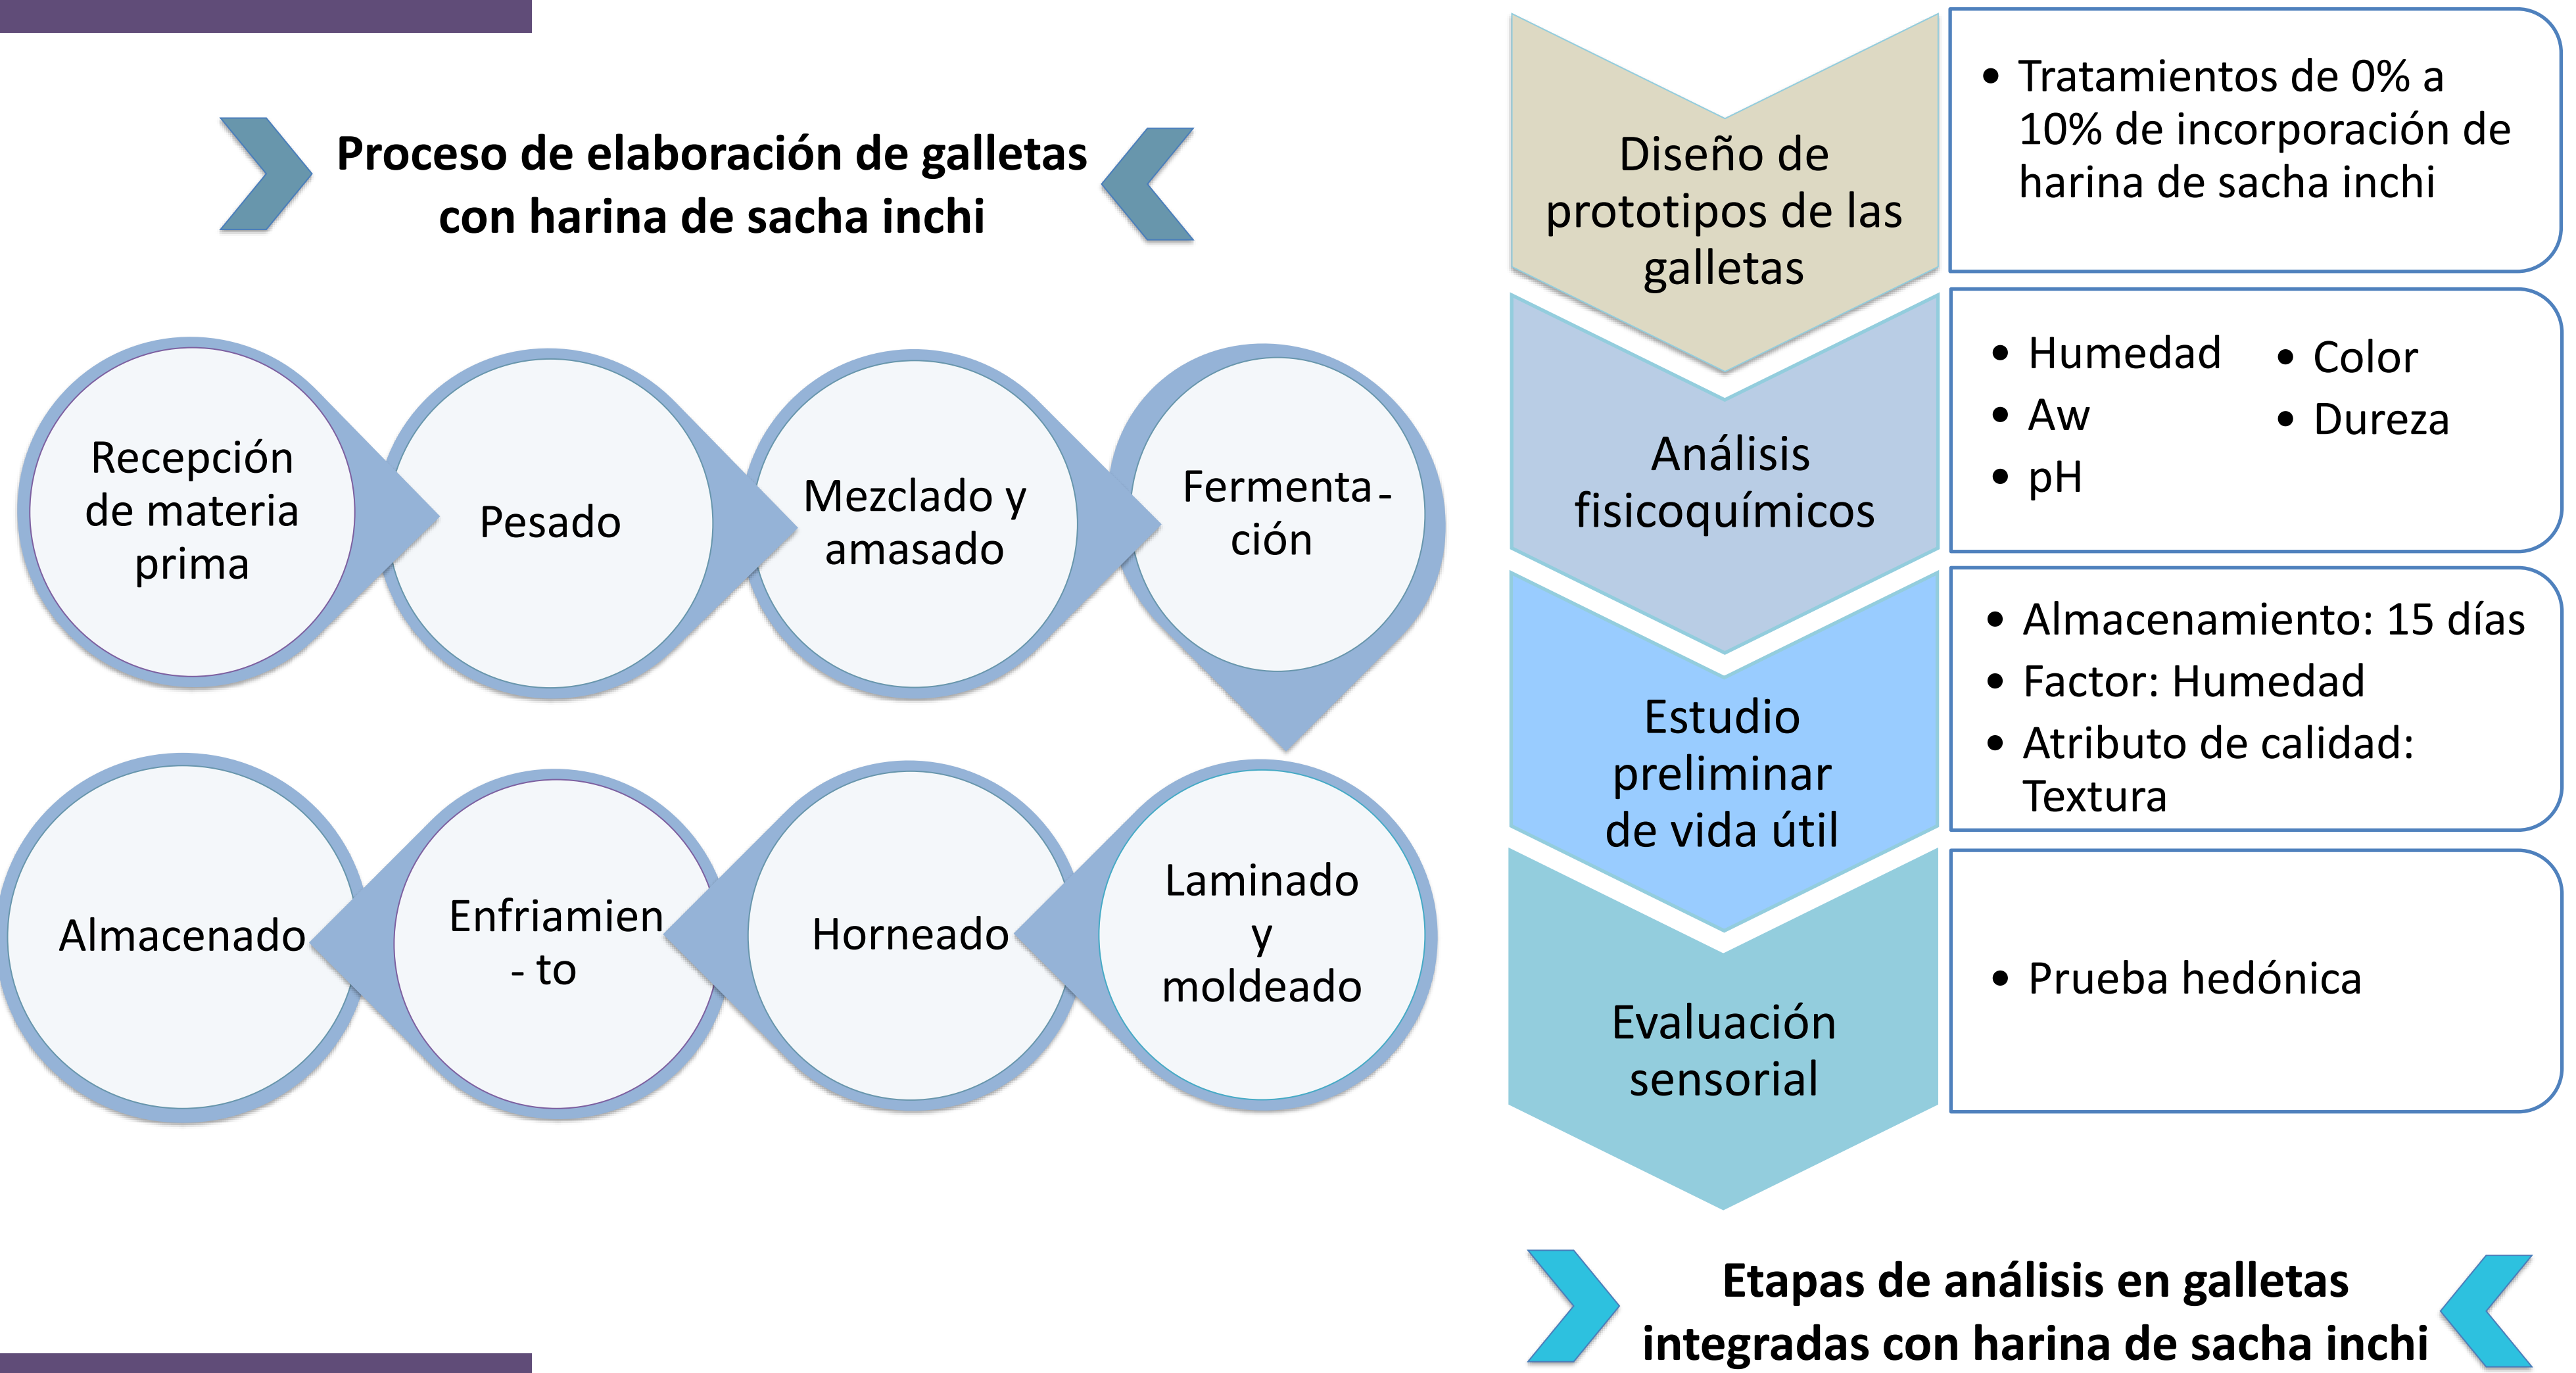 Proceso de elaboración de galletas
con harina de sacha inchi
Recepción
de materia
prima
Pesado
Mezclado y
amasado
Fermenta-
ción
Laminado
y
moldeado
Horneado
Enfriamien
- to
Almacenado
Diseño de
prototipos de las
galletas
• Tratamientos de 0% a
10% de incorporación de
harina de sacha inchi
Análisis
fisicoquímicos
• Humedad
• Aw
• pH
• Color
• Dureza
Estudio
preliminar
de vida útil
• Almacenamiento: 15 días
• Factor: Humedad
• Atributo de calidad:
Textura
Evaluación
sensorial
• Prueba hedónica
Etapas de análisis en galletas
integradas con harina de sacha inchi